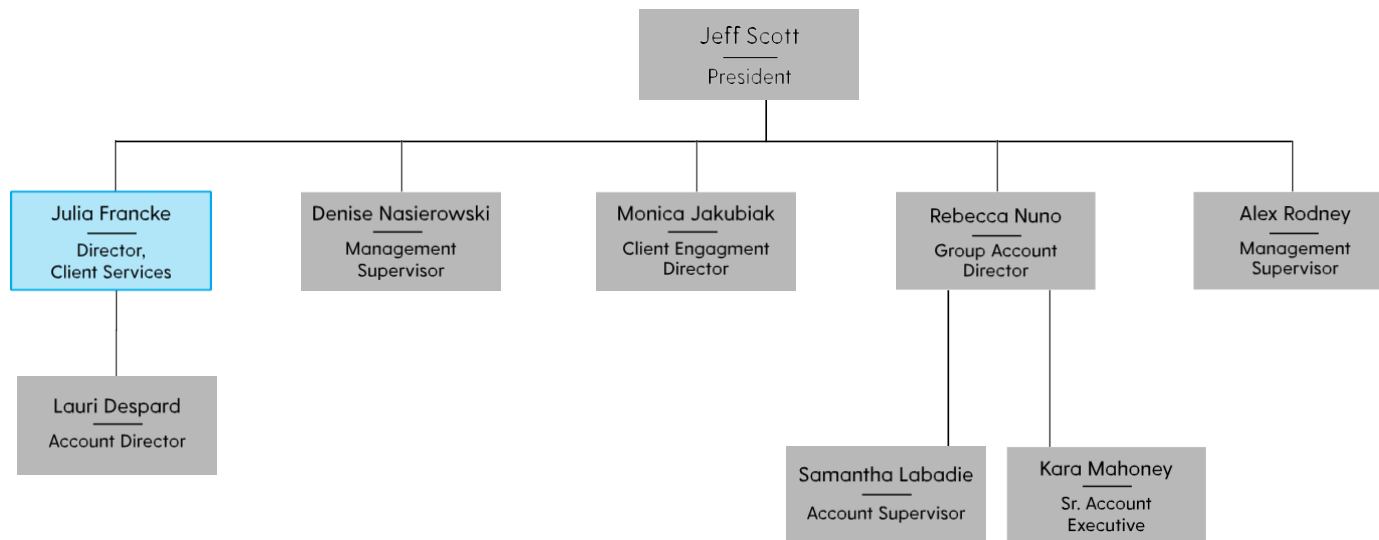 Jeff Scott
President
Julia Francke
Director,
Client Services
Denise Nasierowski
Management
Supervisor
Monica Jakubiak
Client Engagment
Director
Rebecca Nuno
Group Account
Director
Alex Rodney
Management
Supervisor
Lauri Despard
Account Director
Samantha Labadie
Account Supervisor
Kara Mahoney
Sr. Account
Executive